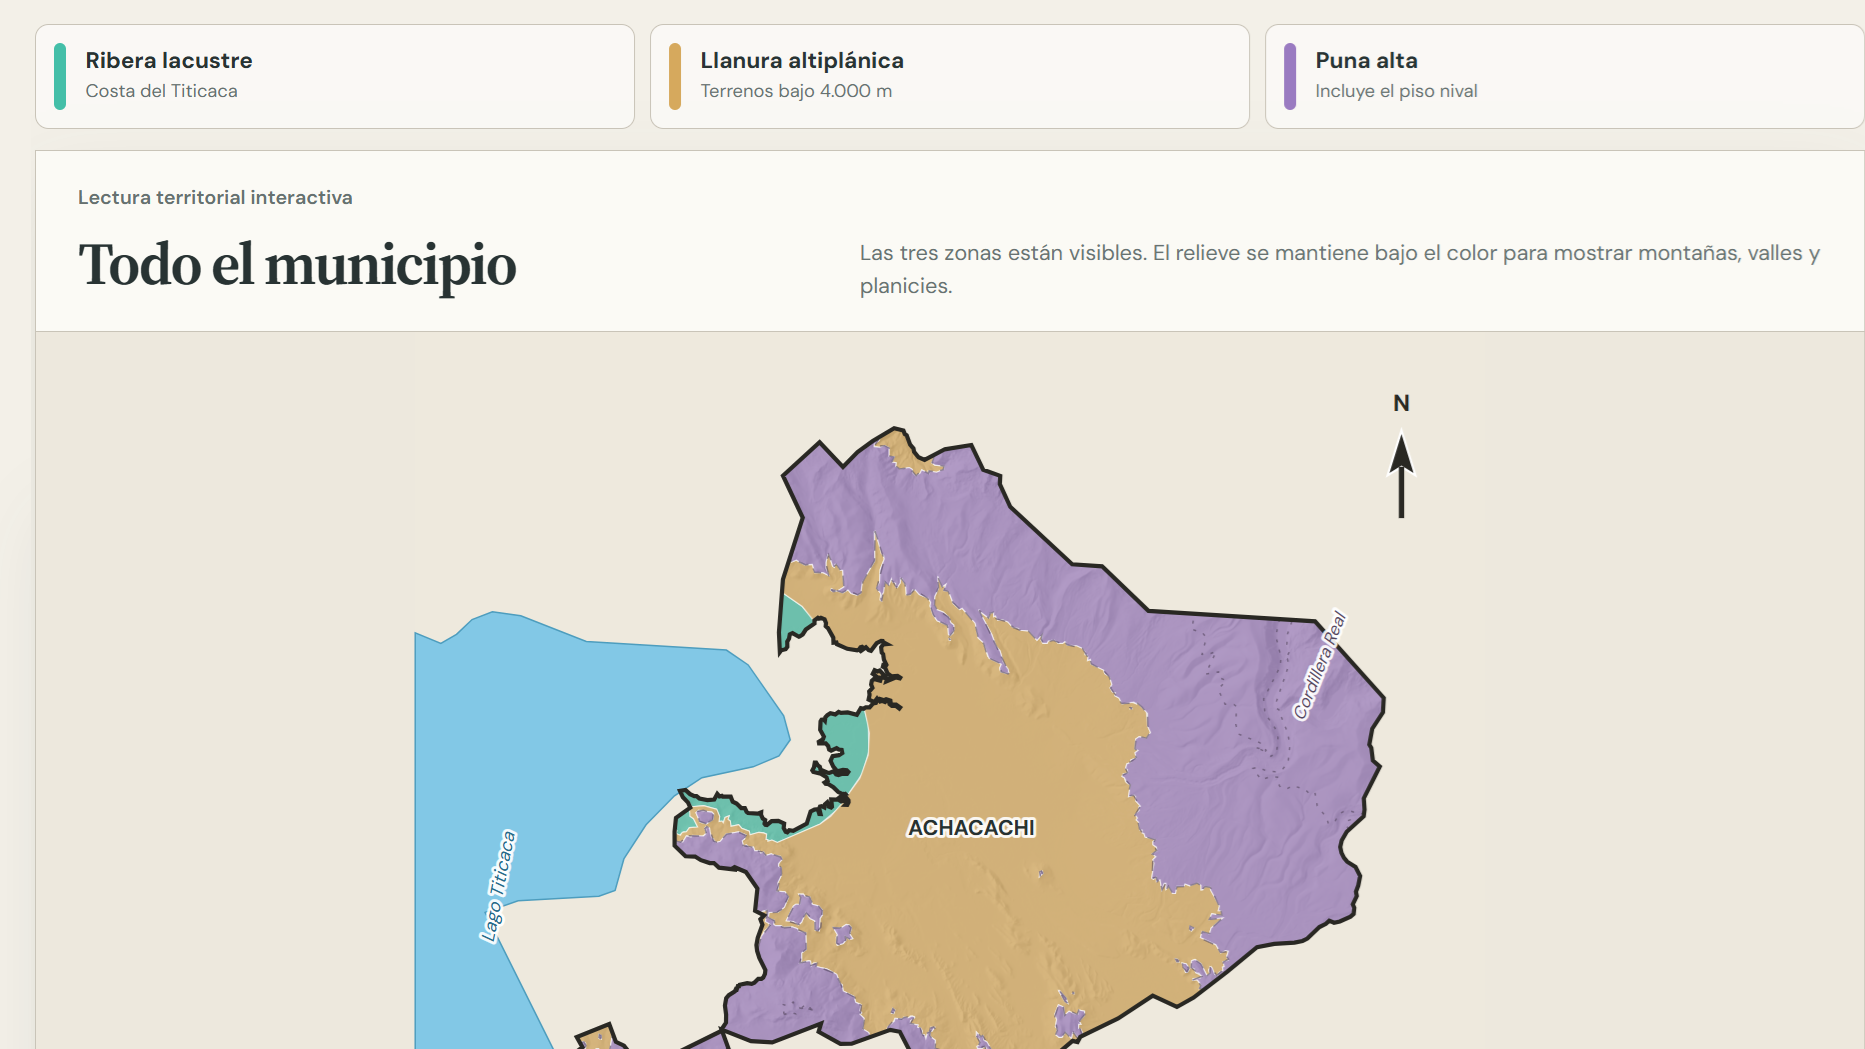 Ribera lacustre
Costa del Titicaca
Llanura altiplánica
Terrenos bajo 4.000 m
Puna alta
Incluye el piso nival
Lectura territorial interactiva
Todo el municipio
Las tres zonas están visibles. El relieve se mantiene bajo el color para mostrar montañas, valles y
planicies.
N
Cordillera Real
ACHACACHI
Lago Titicaca